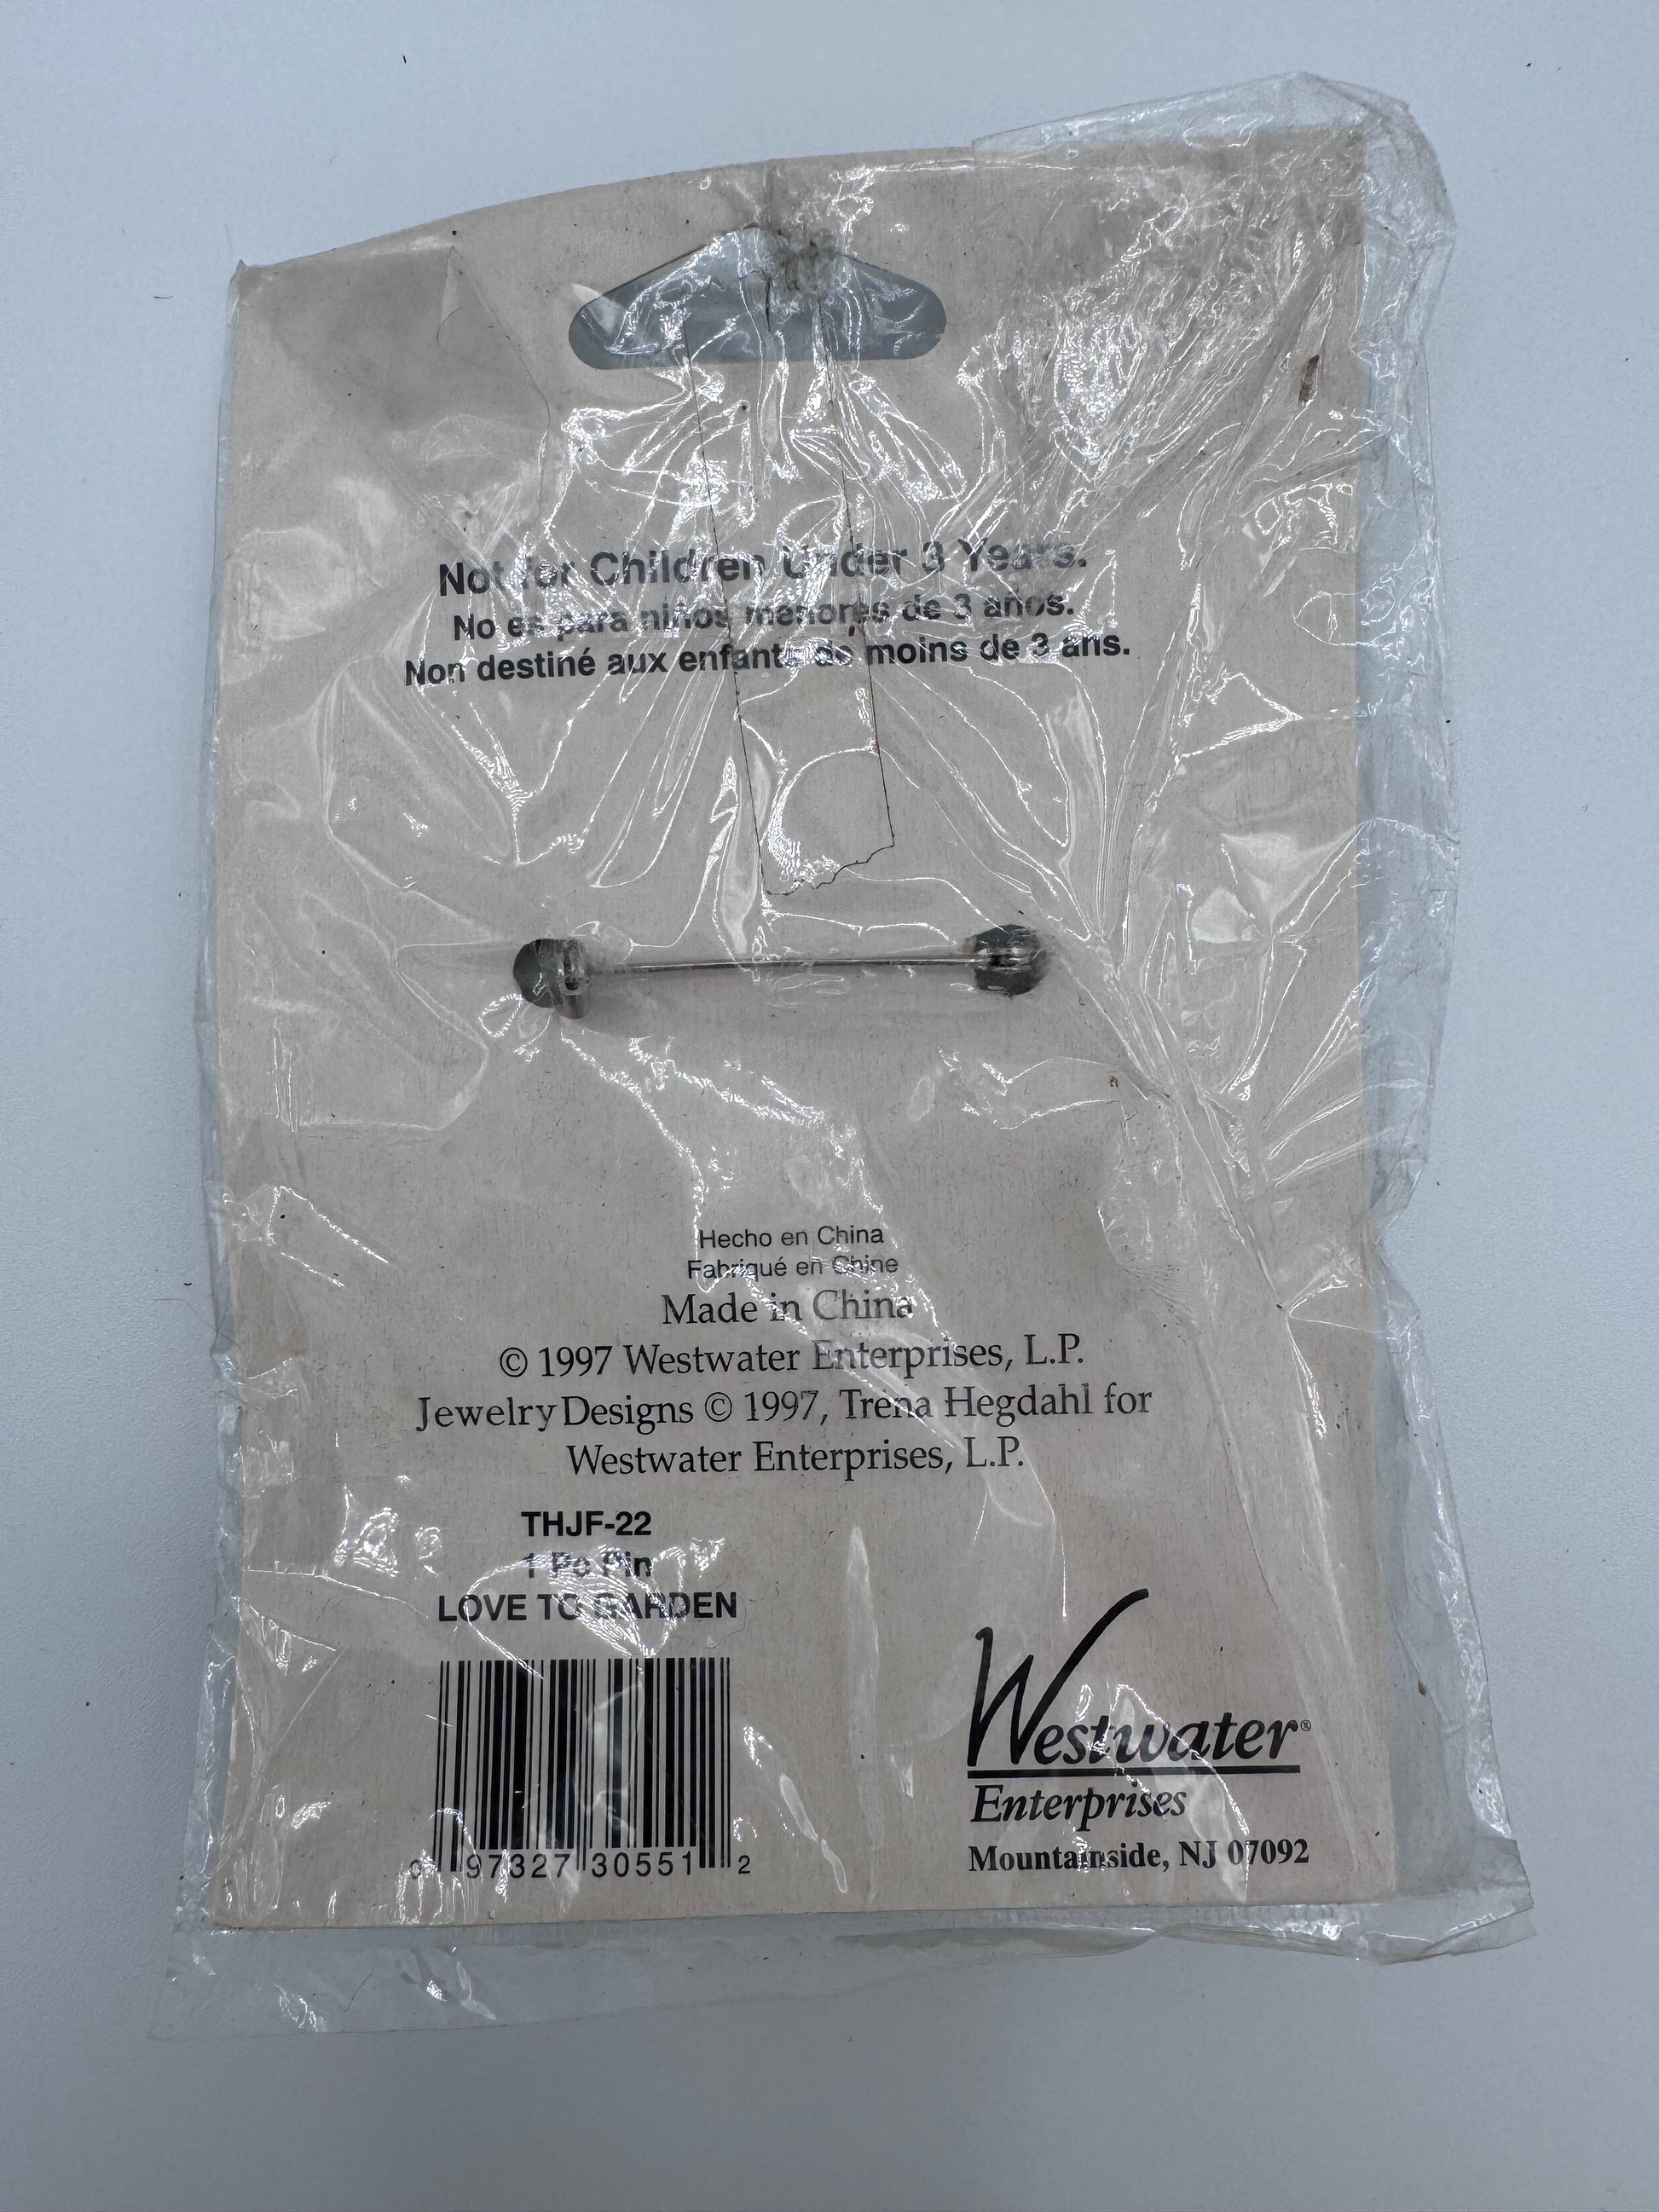 Not for Children Under 3 Years.
No es para niños menores de 3 años.
Non destiné aux enfants de moins de 3 ans.
Hecho en China
Fabriqué en Chine
Made in China
© 1997 Westwater Enterprises, L.P.
Jewelry Designs © 1997, Trena Hegdahl for
Westwater Enterprises, L.P.
THJF-22
1 Pc Pin
LOVE TO GARDEN
0 97327 30551 2
Westwater®
Enterprises
Mountainside, NJ 07092